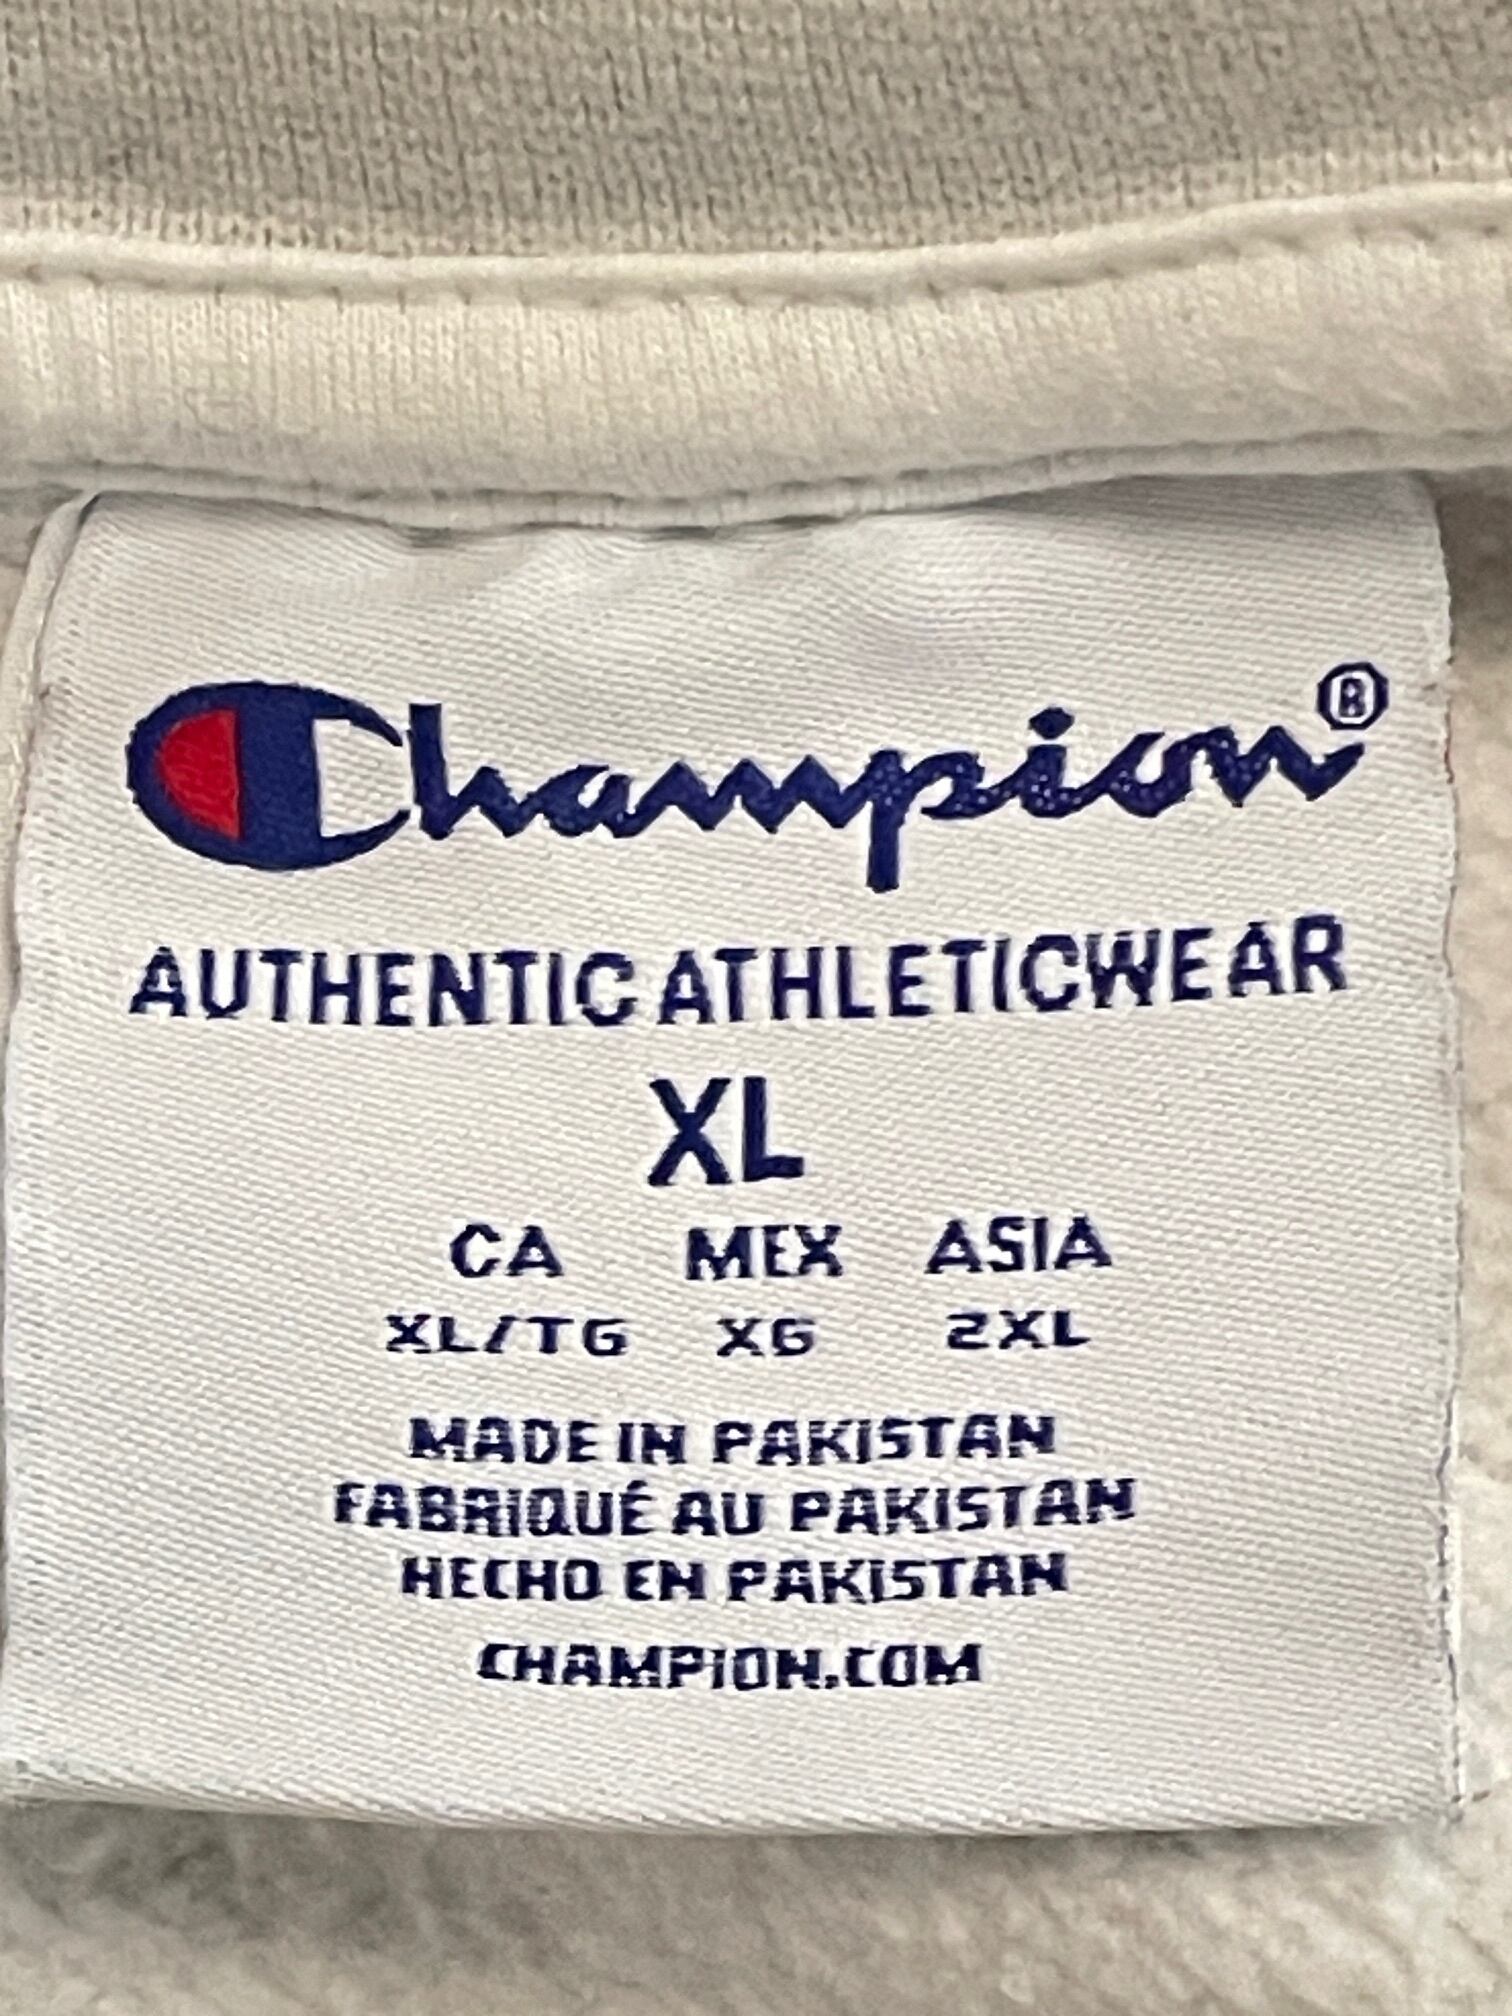 Champion®
AUTHENTIC ATHLETICWEAR
XL
CA MEX ASIA
XL/TG XG 2XL
MADE IN PAKISTAN
FABRIQUÉ AU PAKISTAN
HECHO EN PAKISTAN
CHAMPION.COM